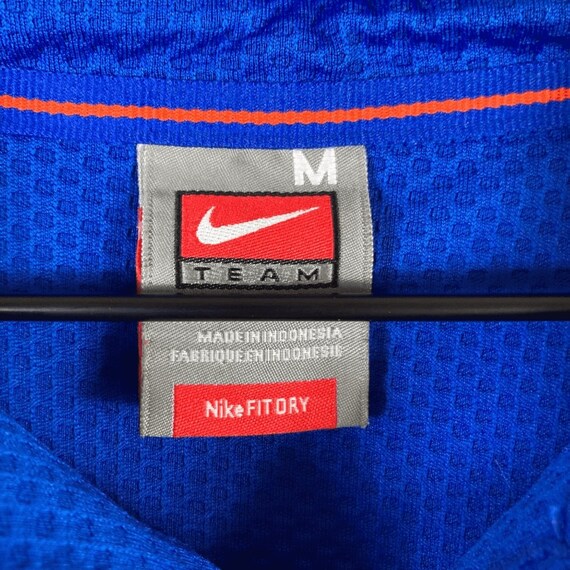 M
TEAM
MADE IN INDONESIA
FABRIQUE EN INDONESIE
Nike FIT DRY